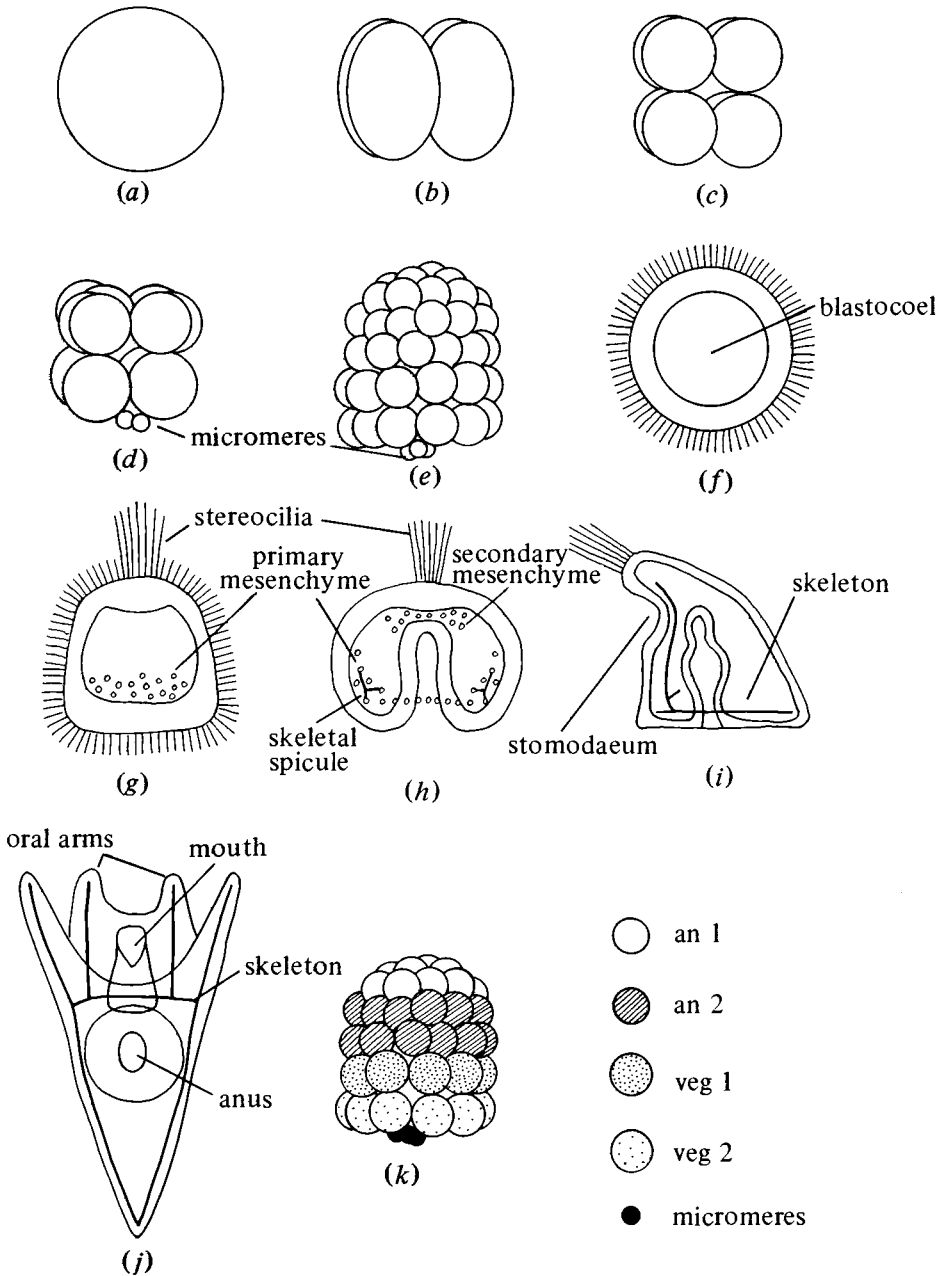 (a)
(b)
(c)
blastocoel
micromeres
(d)
(e)
(f)
stereocilia
primary
mesenchyme
secondary
mesenchyme
skeleton
skeletal
spicule
stomodaeum
(g)
(h)
(i)
oral arms
mouth
skeleton
anus
(j)
(k)
an 1
an 2
veg 1
veg 2
micromeres